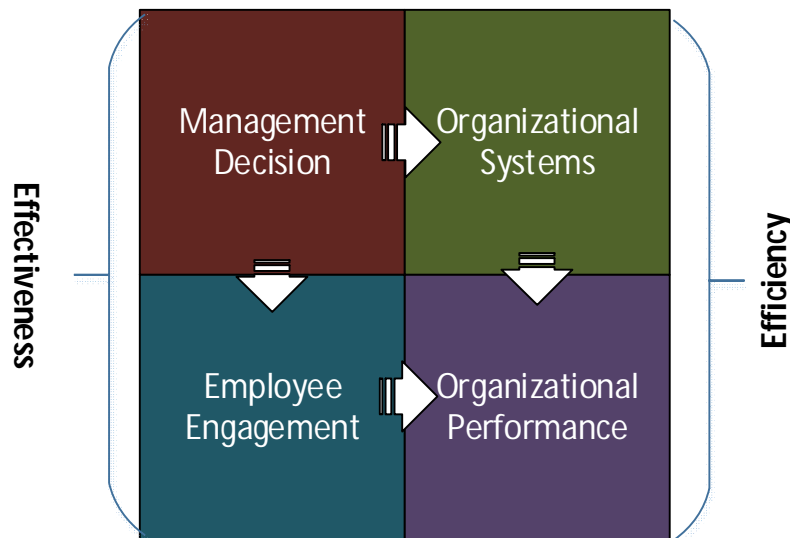 Management
Decision
Organizational
Systems
Effectiveness
Efficiency
Employee
Engagement
Organizational
Performance